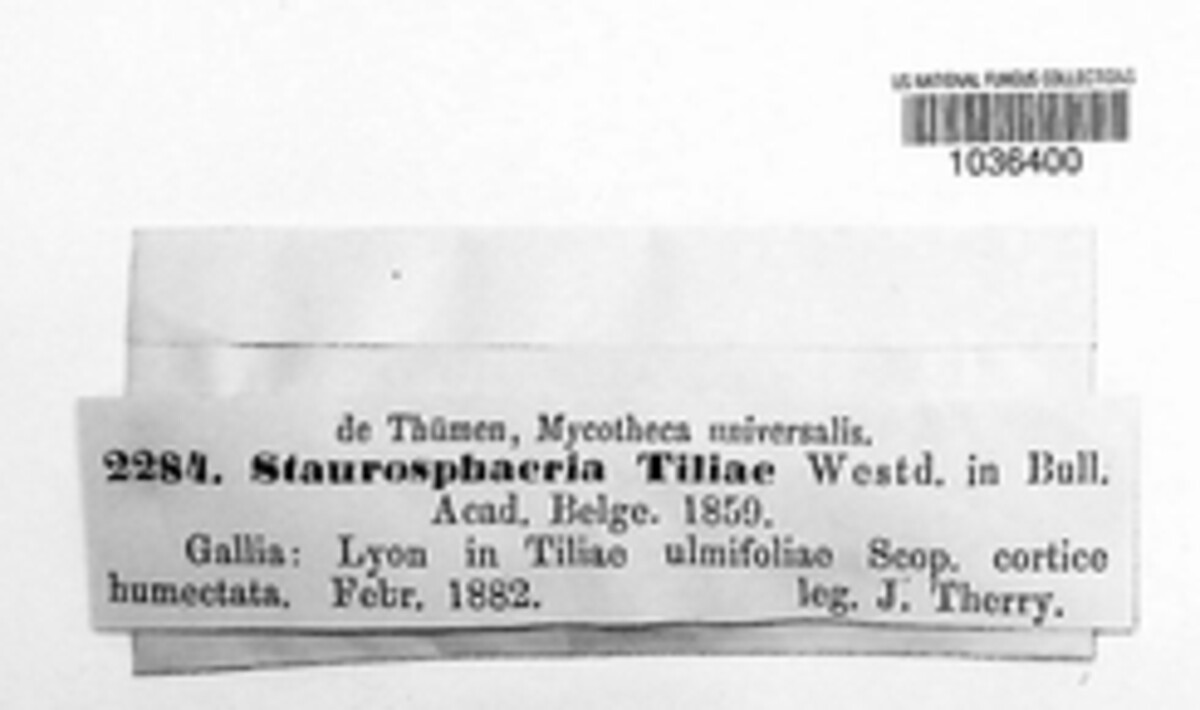 US NATIONAL FUNGUS COLLECTIONS
1036400
de Thümen, Mycotheca universalis.
2284. Staurosphaeria Tiliae Westd. in Bull.
Acad. Belge. 1859.
Gallia: Lyon in Tiliae ulmifoliae Scop. cortice
humectata. Febr. 1882. leg. J. Therry.